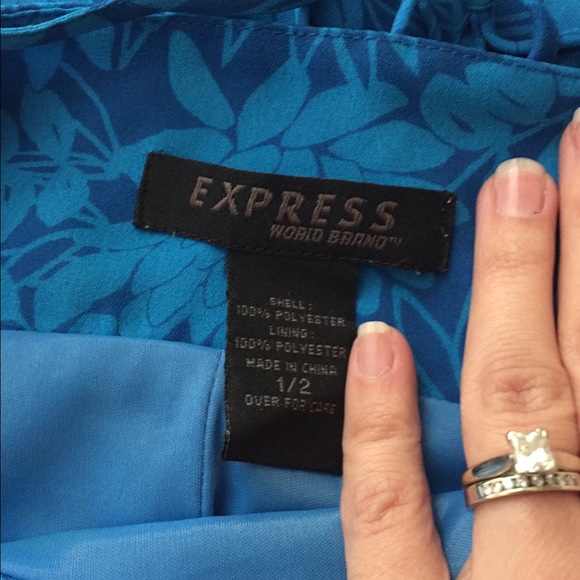 EXPRESS
WORLD BRAND™
SHELL:
100% POLYESTER
LINING:
100% POLYESTER
MADE IN CHINA
1/2
OVER FOR CARE